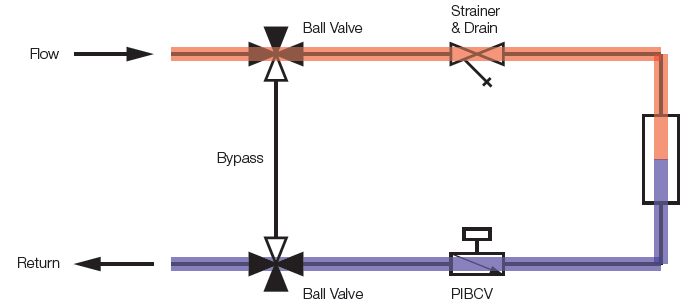 Strainer
& Drain
Ball Valve
Flow
Bypass
Return
Ball Valve
PIBCV